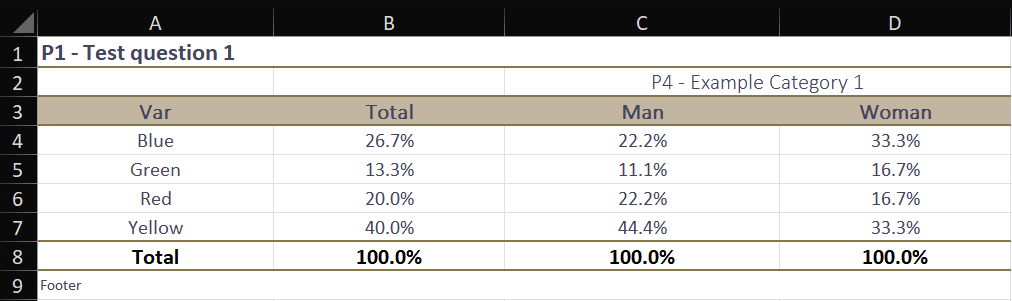 A B C D
1 P1 - Test question 1
2 P4 - Example Category 1
3 Var Total Man Woman
4 Blue 26.7% 22.2% 33.3%
5 Green 13.3% 11.1% 16.7%
6 Red 20.0% 22.2% 16.7%
7 Yellow 40.0% 44.4% 33.3%
8 Total 100.0% 100.0% 100.0%
9 Footer